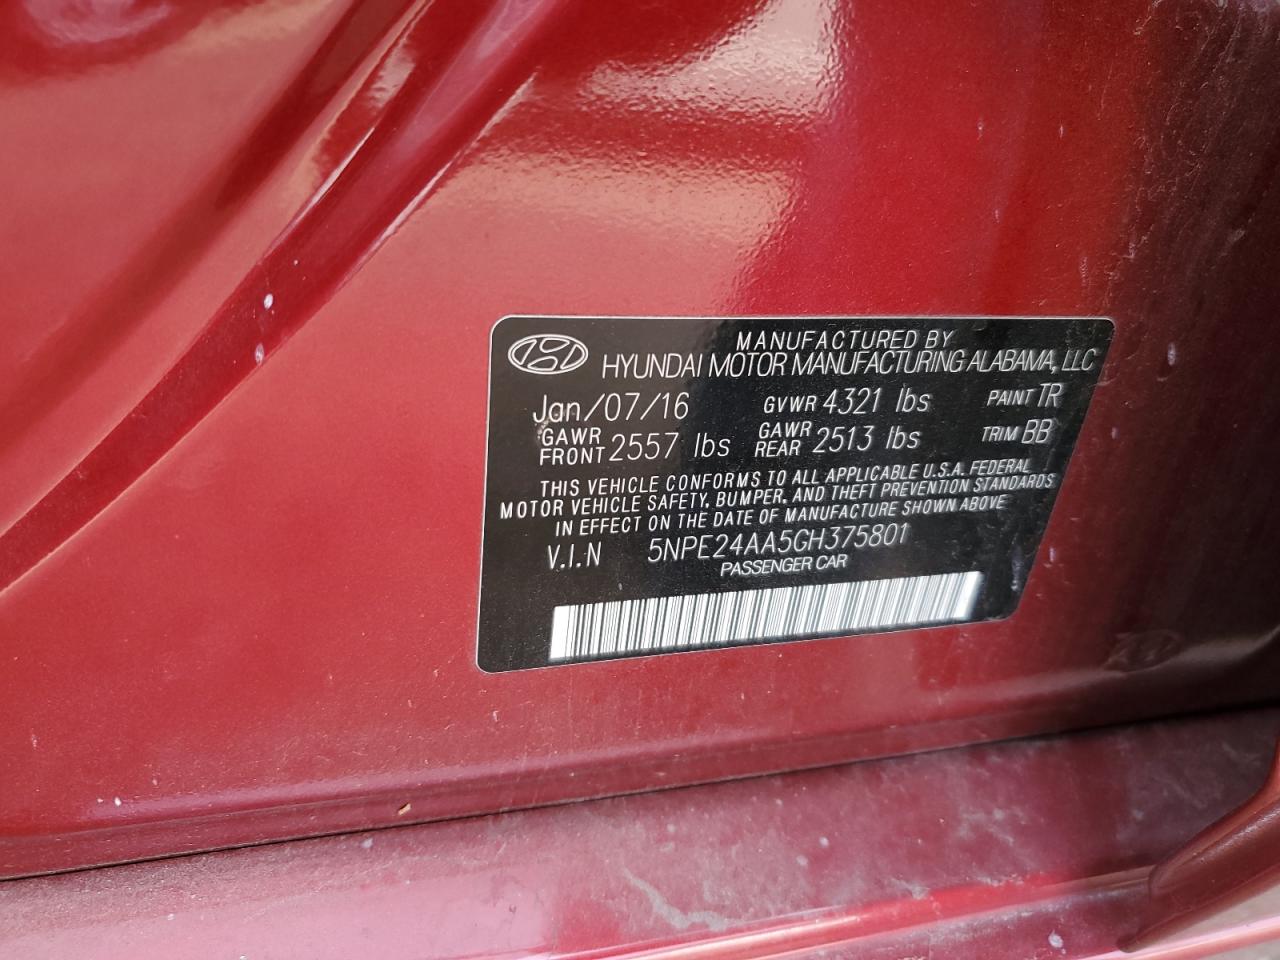 MANUFACTURED BY
HYUNDAI MOTOR MANUFACTURING ALABAMA, LLC
Jan/07/16 GVWR 4321 lbs PAINT TR
GAWR FRONT 2557 lbs GAWR REAR 2513 lbs TRIM BB
THIS VEHICLE CONFORMS TO ALL APPLICABLE U.S.A. FEDERAL
MOTOR VEHICLE SAFETY, BUMPER, AND THEFT PREVENTION STANDARDS
IN EFFECT ON THE DATE OF MANUFACTURE SHOWN ABOVE
V.I.N 5NPE24AA5GH375801
PASSENGER CAR